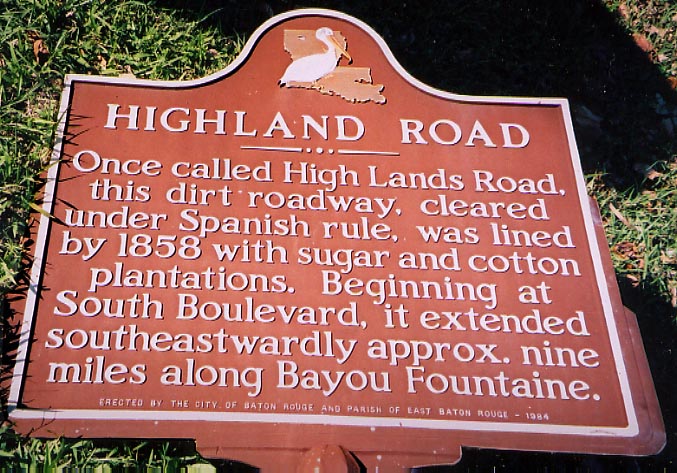 HIGHLAND ROAD
Once called High Lands Road,
this dirt roadway, cleared
under Spanish rule, was lined
by 1858 with sugar and cotton
plantations. Beginning at
South Boulevard, it extended
southeastwardly approx. nine
miles along Bayou Fountaine.
ERECTED BY THE CITY OF BATON ROUGE AND PARISH OF EAST BATON ROUGE - 1984